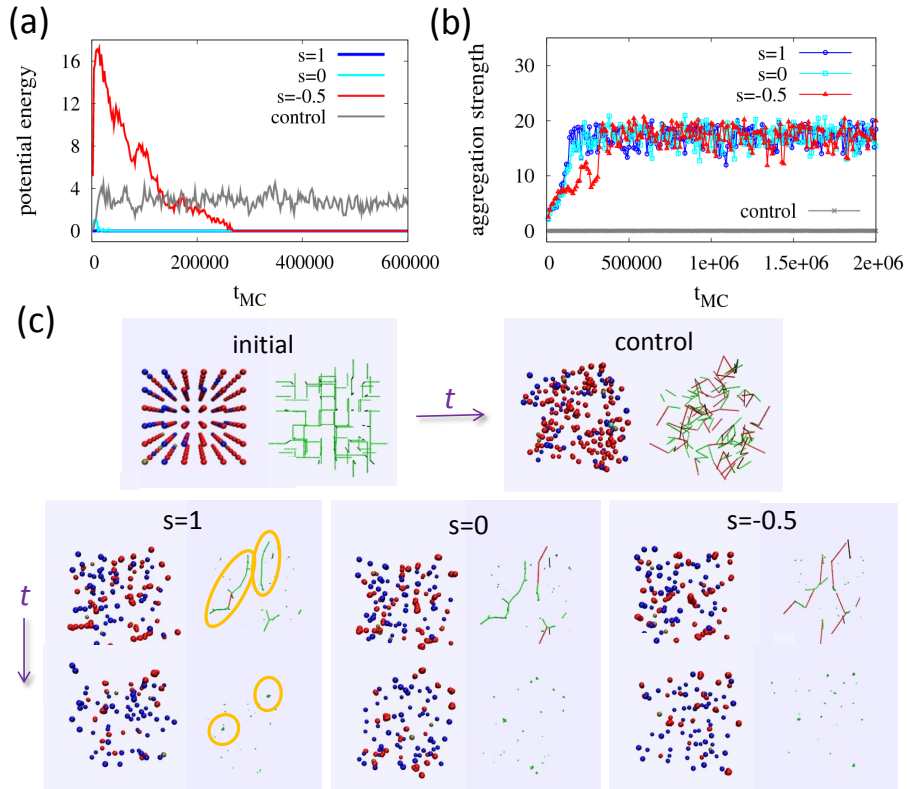 (a)
potential energy
16
12
8
4
0
s=1
s=0
s=-0.5
control
0
200000
400000
600000
tMC
(b)
aggregation strength
30
20
10
0
s=1
s=0
s=-0.5
control
0
500000
1e+06
1.5e+06
2e+06
tMC
(c)
initial
t
control
s=1
s=0
s=-0.5
t